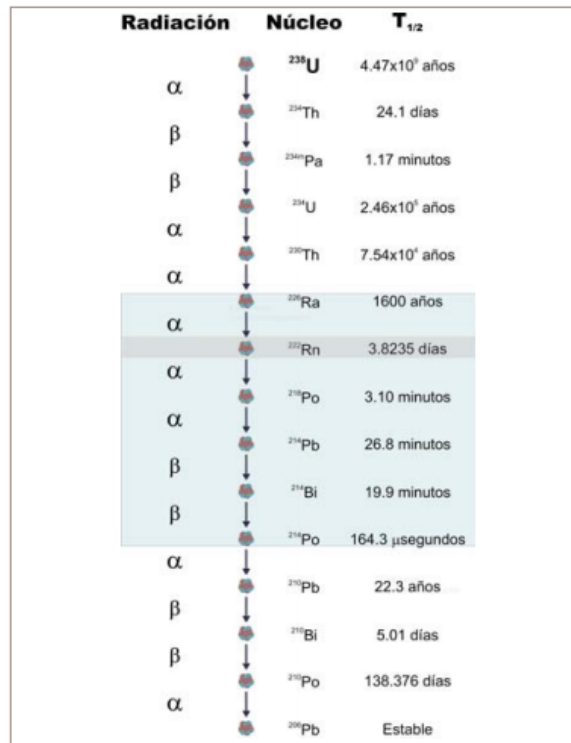 Radiación Núcleo T1/2
²³⁸U 4.47x10⁹ años
α
²³⁴Th 24.1 días
β
²³⁴ᵐPa 1.17 minutos
β
²³⁴U 2.46x10⁵ años
α
²³⁰Th 7.54x10⁴ años
α
²²⁶Ra 1600 años
α
²²²Rn 3.8235 días
α
²¹⁸Po 3.10 minutos
α
²¹⁴Pb 26.8 minutos
β
²¹⁴Bi 19.9 minutos
β
²¹⁴Po 164.3 µsegundos
α
²¹⁰Pb 22.3 años
β
²¹⁰Bi 5.01 días
β
²¹⁰Po 138.376 días
α
²⁰⁶Pb Estable